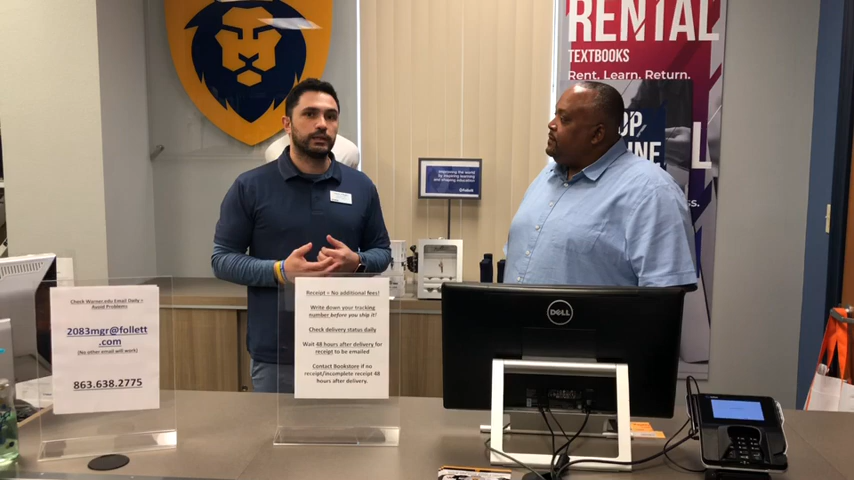 RENTAL
TEXTBOOKS
Rent. Learn. Return.
Check Warner.edu Email Daily =
Avoid Problems
2083mgr@follett
.com
(No other email will work)
863.638.2775
Receipt = No additional fees!
Write down your tracking
number before you ship it!
Check delivery status daily
Wait 48 hours after delivery for
receipt to be emailed
Contact Bookstore if no
receipt/incomplete receipt 48
hours after delivery.
DELL